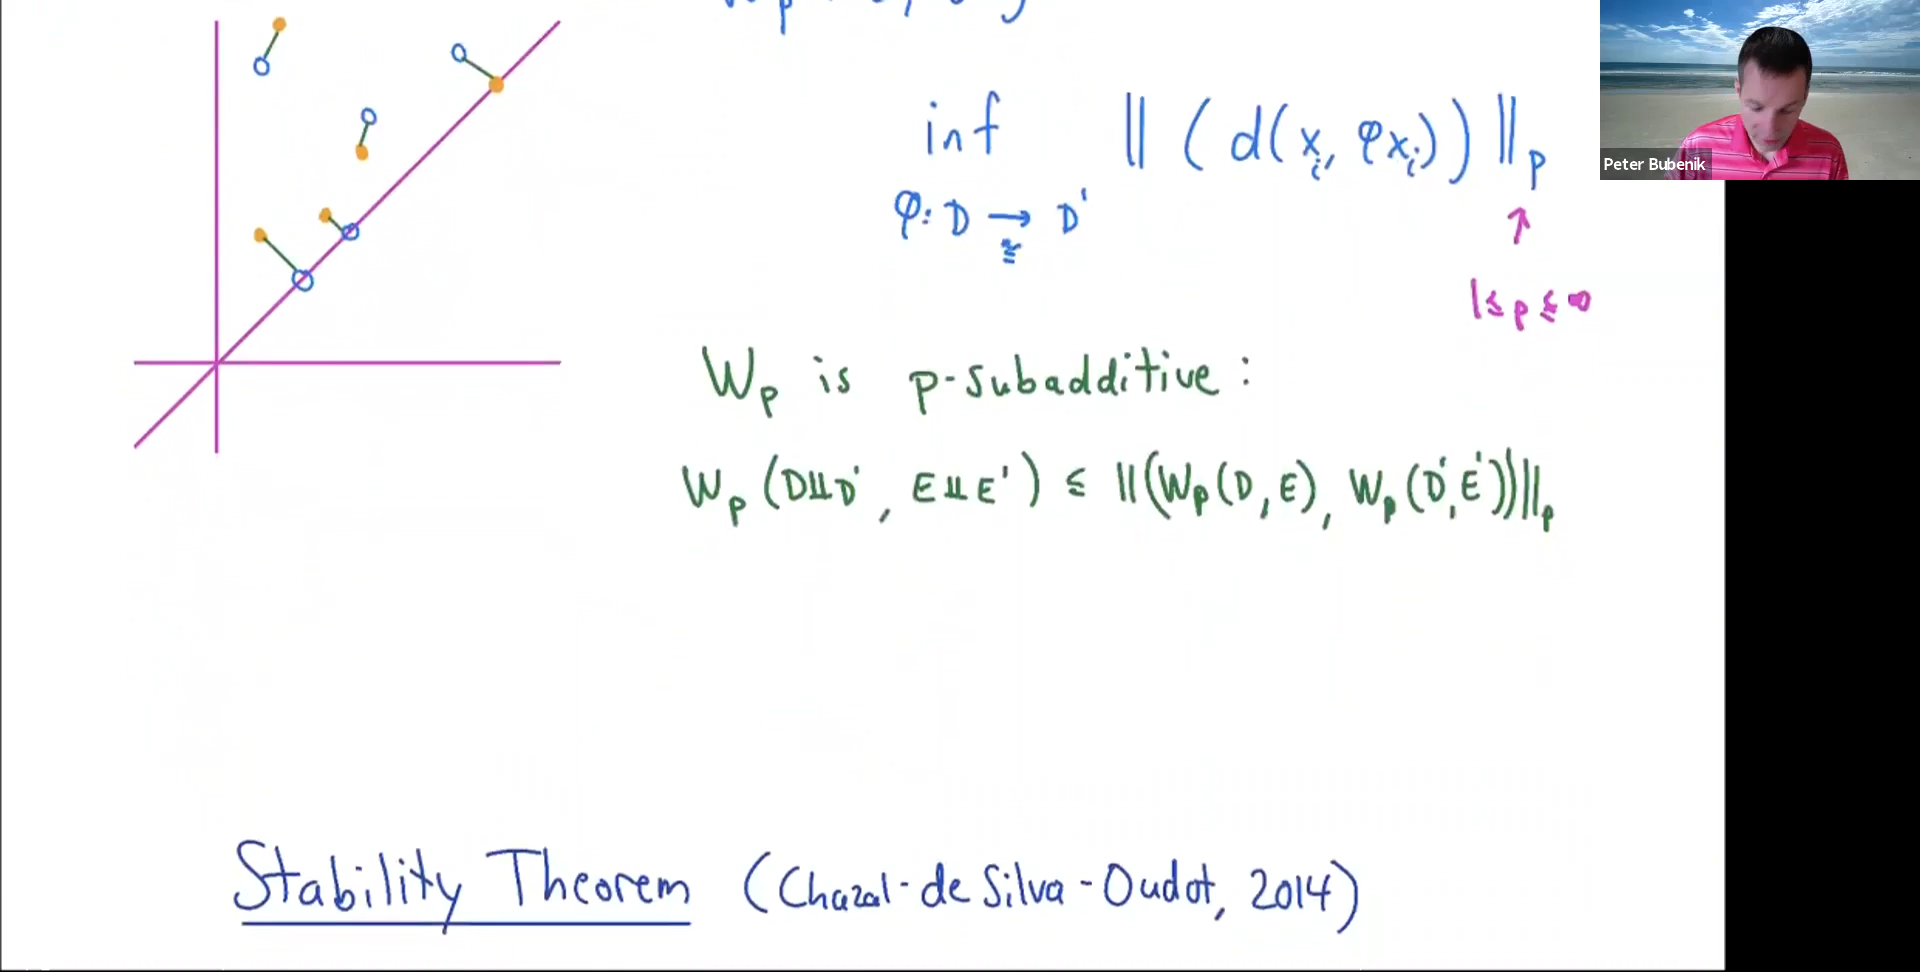 inf ‖ ( d(xᵢ, φxᵢ) ) ‖ₚ
φ: D →≅ D'
↑
1 ≤ p ≤ ∞
Wₚ is p-subadditive :
Wₚ (D⨿D', E⨿E') ≤ ‖(Wₚ(D,E), Wₚ(D',E'))‖ₚ
Stability Theorem (Chazal-de Silva-Oudot, 2014)
Peter Bubenik